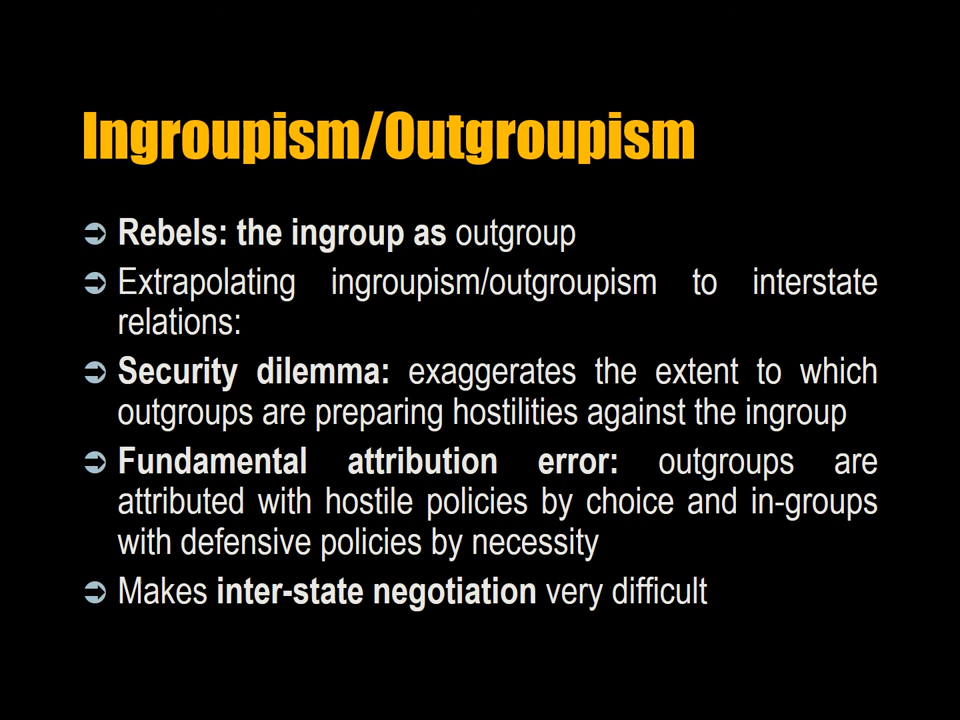 Ingroupism/Outgroupism
Rebels: the ingroup as outgroup
Extrapolating ingroupism/outgroupism to interstate
relations:
Security dilemma: exaggerates the extent to which
outgroups are preparing hostilities against the ingroup
Fundamental attribution error: outgroups are
attributed with hostile policies by choice and in-groups
with defensive policies by necessity
Makes inter-state negotiation very difficult